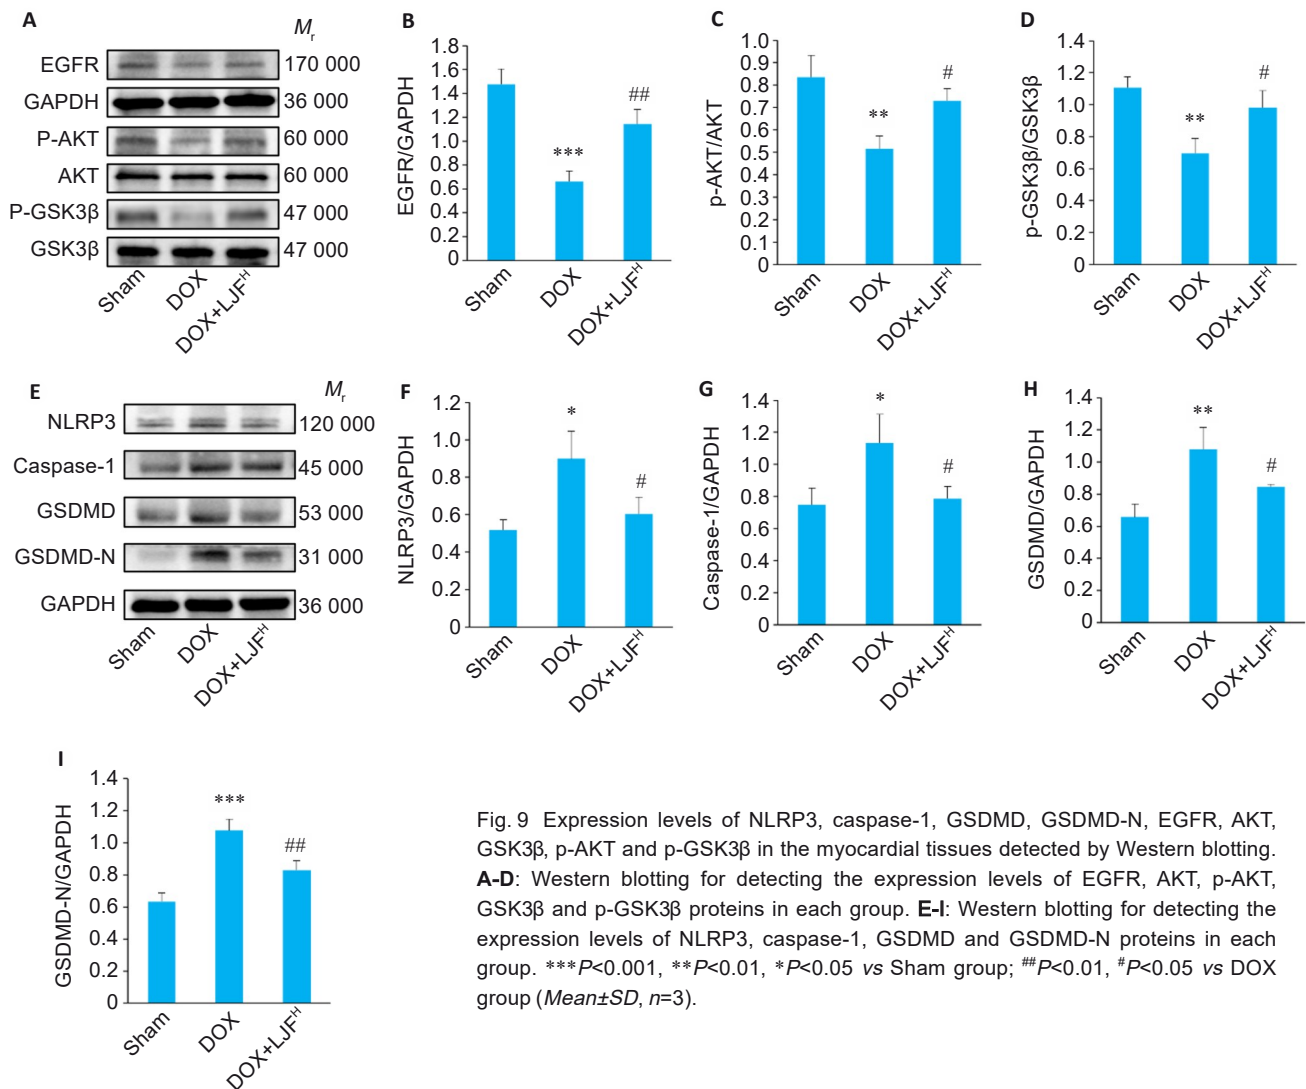 A
Mr
EGFR 170 000
GAPDH 36 000
P-AKT 60 000
AKT 60 000
P-GSK3β 47 000
GSK3β 47 000
Sham DOX DOX+LJFᴴ
B
EGFR/GAPDH
1.8
1.6
1.4
1.2
1.0
0.8
0.6
0.4
0.2
0
***
##
Sham DOX DOX+LJFᴴ
C
p-AKT/AKT
1.0
0.9
0.8
0.7
0.6
0.5
0.4
0.3
0.2
0.1
0
**
#
Sham DOX DOX+LJFᴴ
D
p-GSK3β/GSK3β
1.4
1.2
1.0
0.8
0.6
0.4
0.2
0
**
#
Sham DOX DOX+LJFᴴ
E
Mr
NLRP3 120 000
Caspase-1 45 000
GSDMD 53 000
GSDMD-N 31 000
GAPDH 36 000
Sham DOX DOX+LJFᴴ
F
NLRP3/GAPDH
1.2
1.0
0.8
0.6
0.4
0.2
0
*
#
Sham DOX DOX+LJFᴴ
G
Caspase-1/GAPDH
1.4
1.2
1.0
0.8
0.6
0.4
0.2
0
*
#
Sham DOX DOX+LJFᴴ
H
GSDMD/GAPDH
1.4
1.2
1.0
0.8
0.6
0.4
0.2
0
**
#
Sham DOX DOX+LJFᴴ
I
GSDMD-N/GAPDH
1.4
1.2
1.0
0.8
0.6
0.4
0.2
0
***
##
Sham DOX DOX+LJFᴴ
Fig. 9 Expression levels of NLRP3, caspase-1, GSDMD, GSDMD-N, EGFR, AKT,
GSK3β, p-AKT and p-GSK3β in the myocardial tissues detected by Western blotting.
A-D: Western blotting for detecting the expression levels of EGFR, AKT, p-AKT,
GSK3β and p-GSK3β proteins in each group. E-I: Western blotting for detecting the
expression levels of NLRP3, caspase-1, GSDMD and GSDMD-N proteins in each
group. ***P<0.001, **P<0.01, *P<0.05 vs Sham group; ##P<0.01, #P<0.05 vs DOX
group (Mean±SD, n=3).